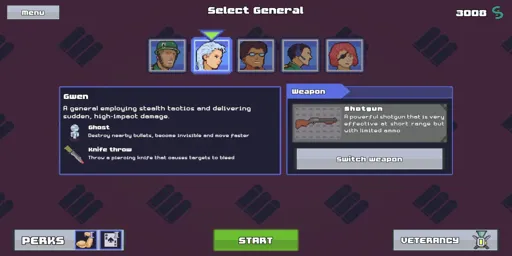 menu
Select General
3008
Gwen
A general employing stealth tactics and delivering
sudden, high-impact damage.
Ghost
Destroy nearby bullets, become invisible and move faster
Knife throw
Throw a piercing knife that causes targets to bleed
Weapon
Shotgun
A powerful shotgun that is very
effective at short range but
with limited ammo.
Switch weapon
PERKS
START
VETERANCY
0